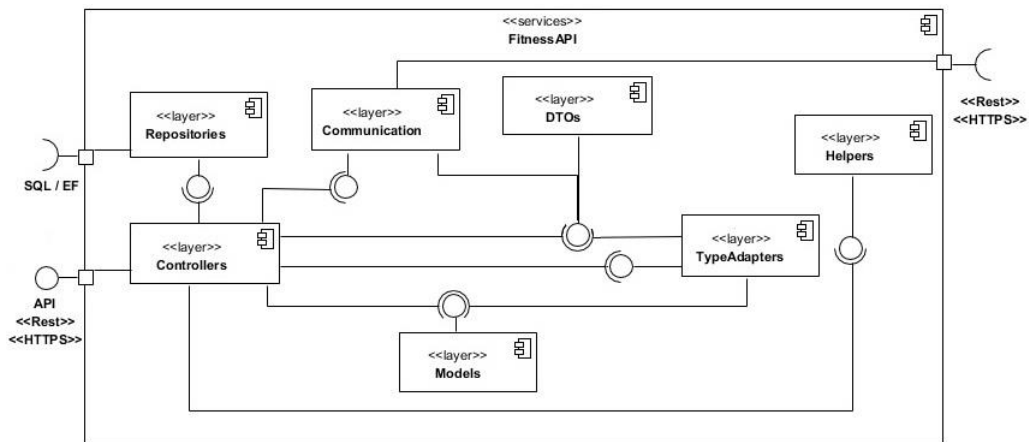 <<services>>
FitnessAPI
<<layer>>
Repositories
<<layer>>
Communication
<<layer>>
DTOs
<<Rest>>
<<HTTPS>>
<<layer>>
Helpers
SQL / EF
<<layer>>
Controllers
<<layer>>
TypeAdapters
API
<<Rest>>
<<HTTPS>>
<<layer>>
Models